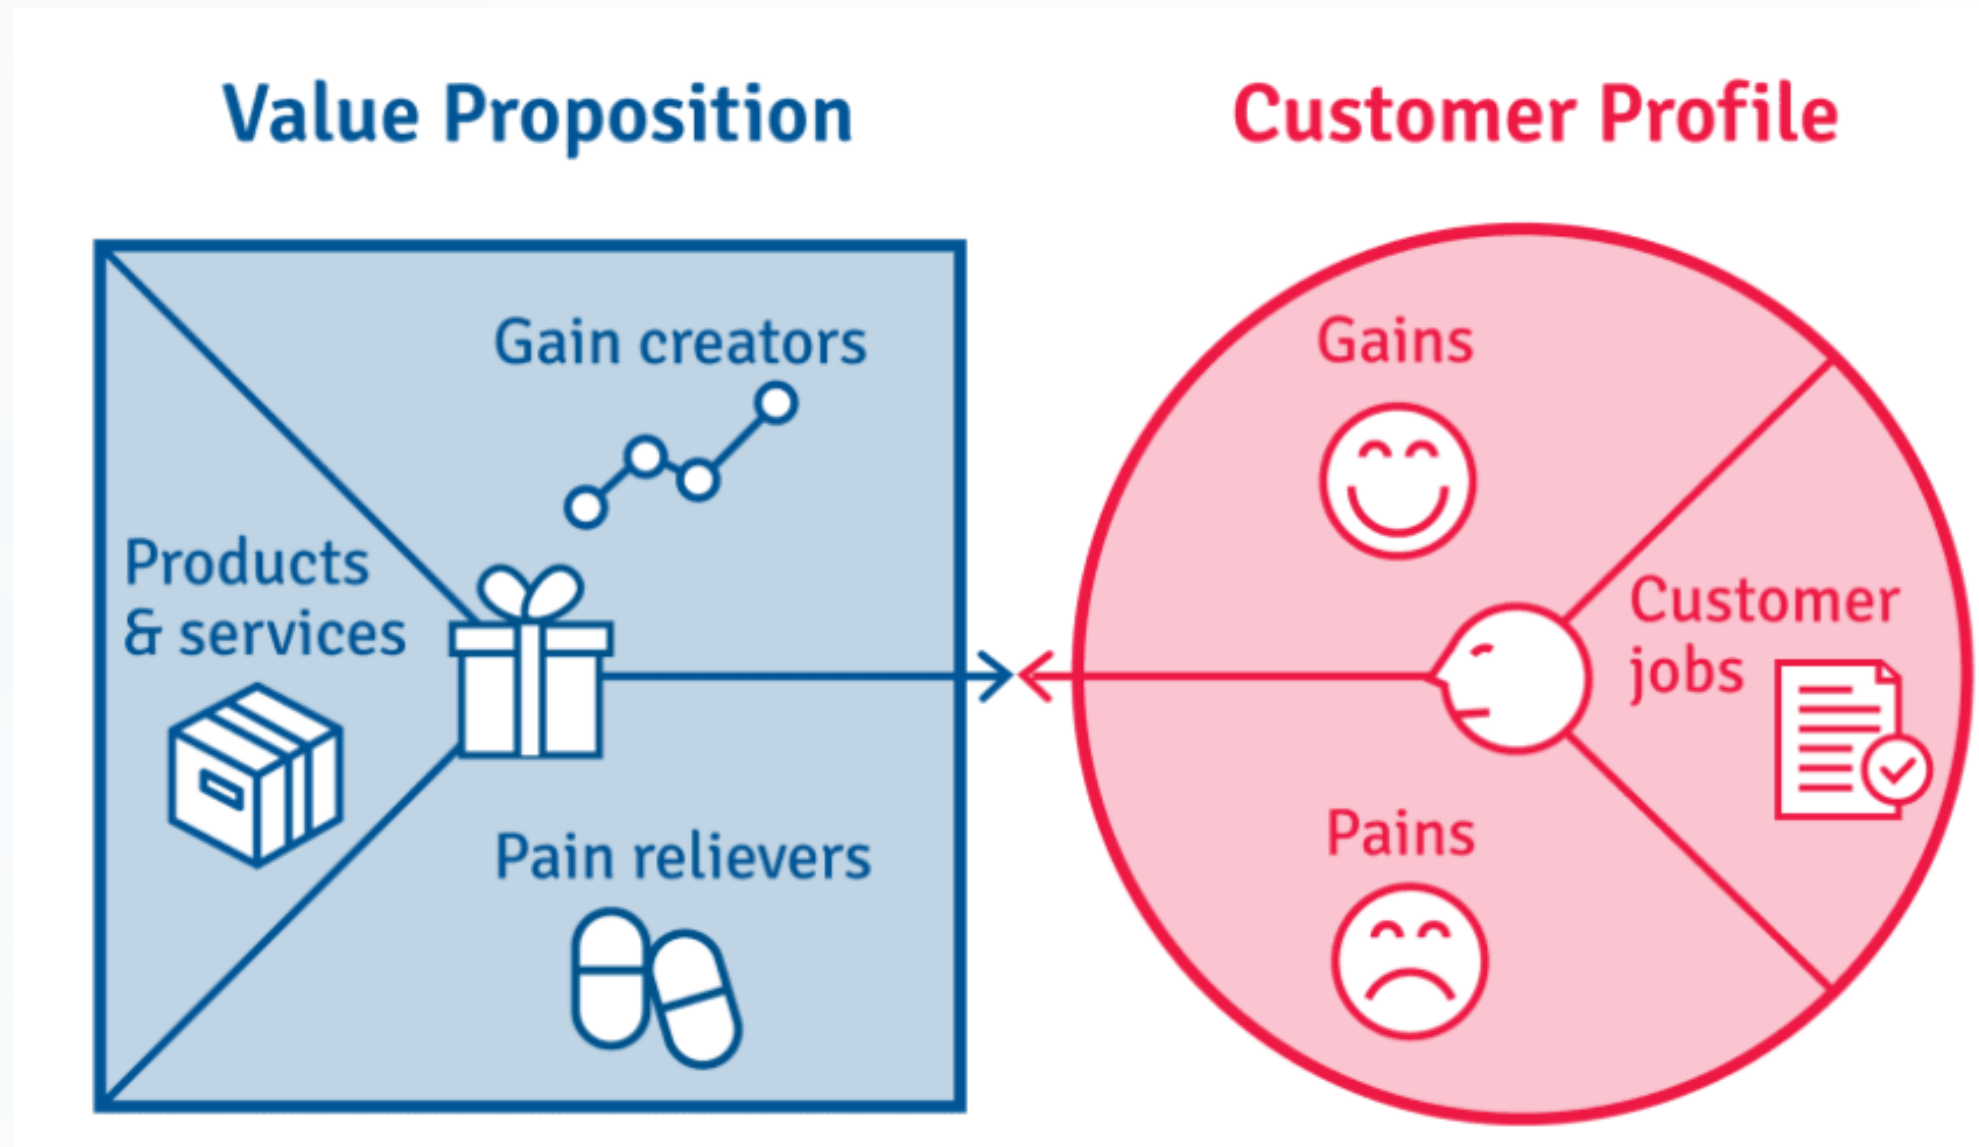 Value Proposition
Customer Profile
Gain creators
Products
& services
Pain relievers
Gains
Customer
jobs
Pains